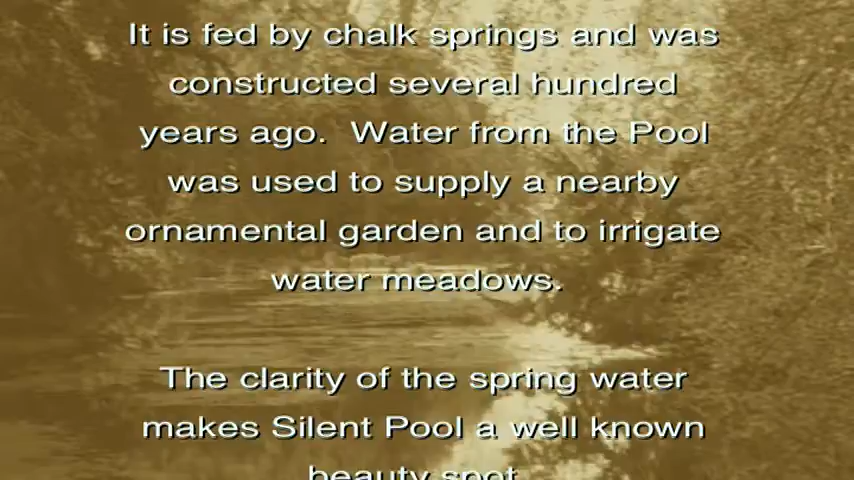 It is fed by chalk springs and was
constructed several hundred
years ago.  Water from the Pool
was used to supply a nearby
ornamental garden and to irrigate
water meadows.
The clarity of the spring water
makes Silent Pool a well known
beauty spot